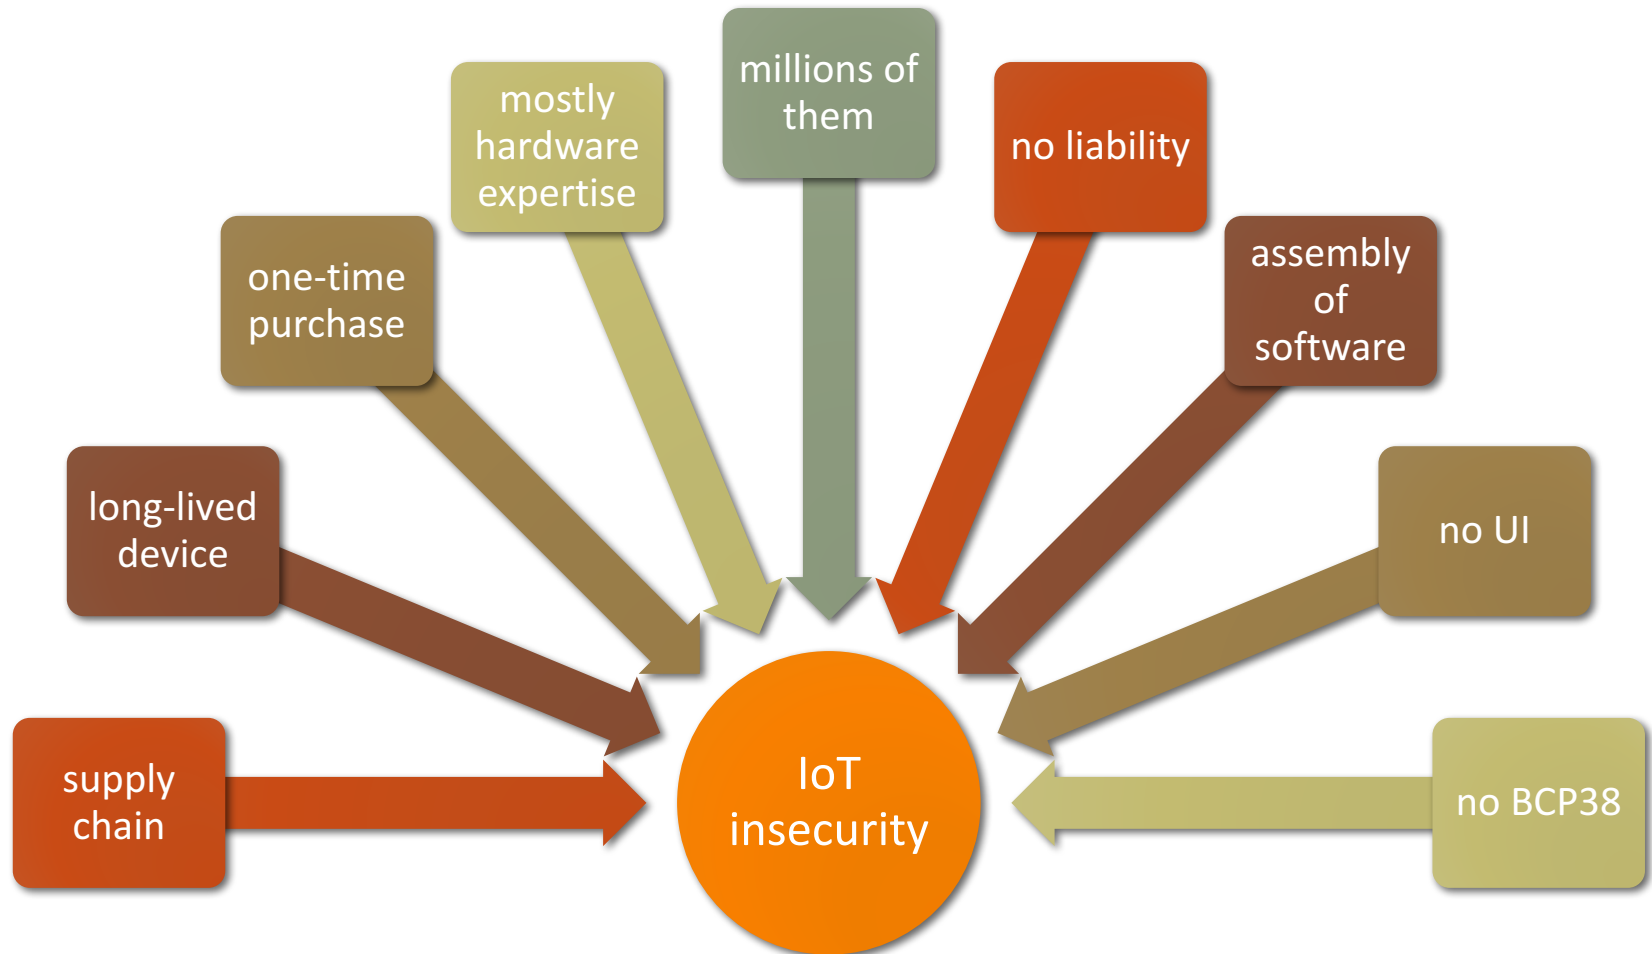 supply
chain
long-lived
device
one-time
purchase
mostly
hardware
expertise
millions of
them
no liability
assembly
of
software
no UI
no BCP38
IoT
insecurity